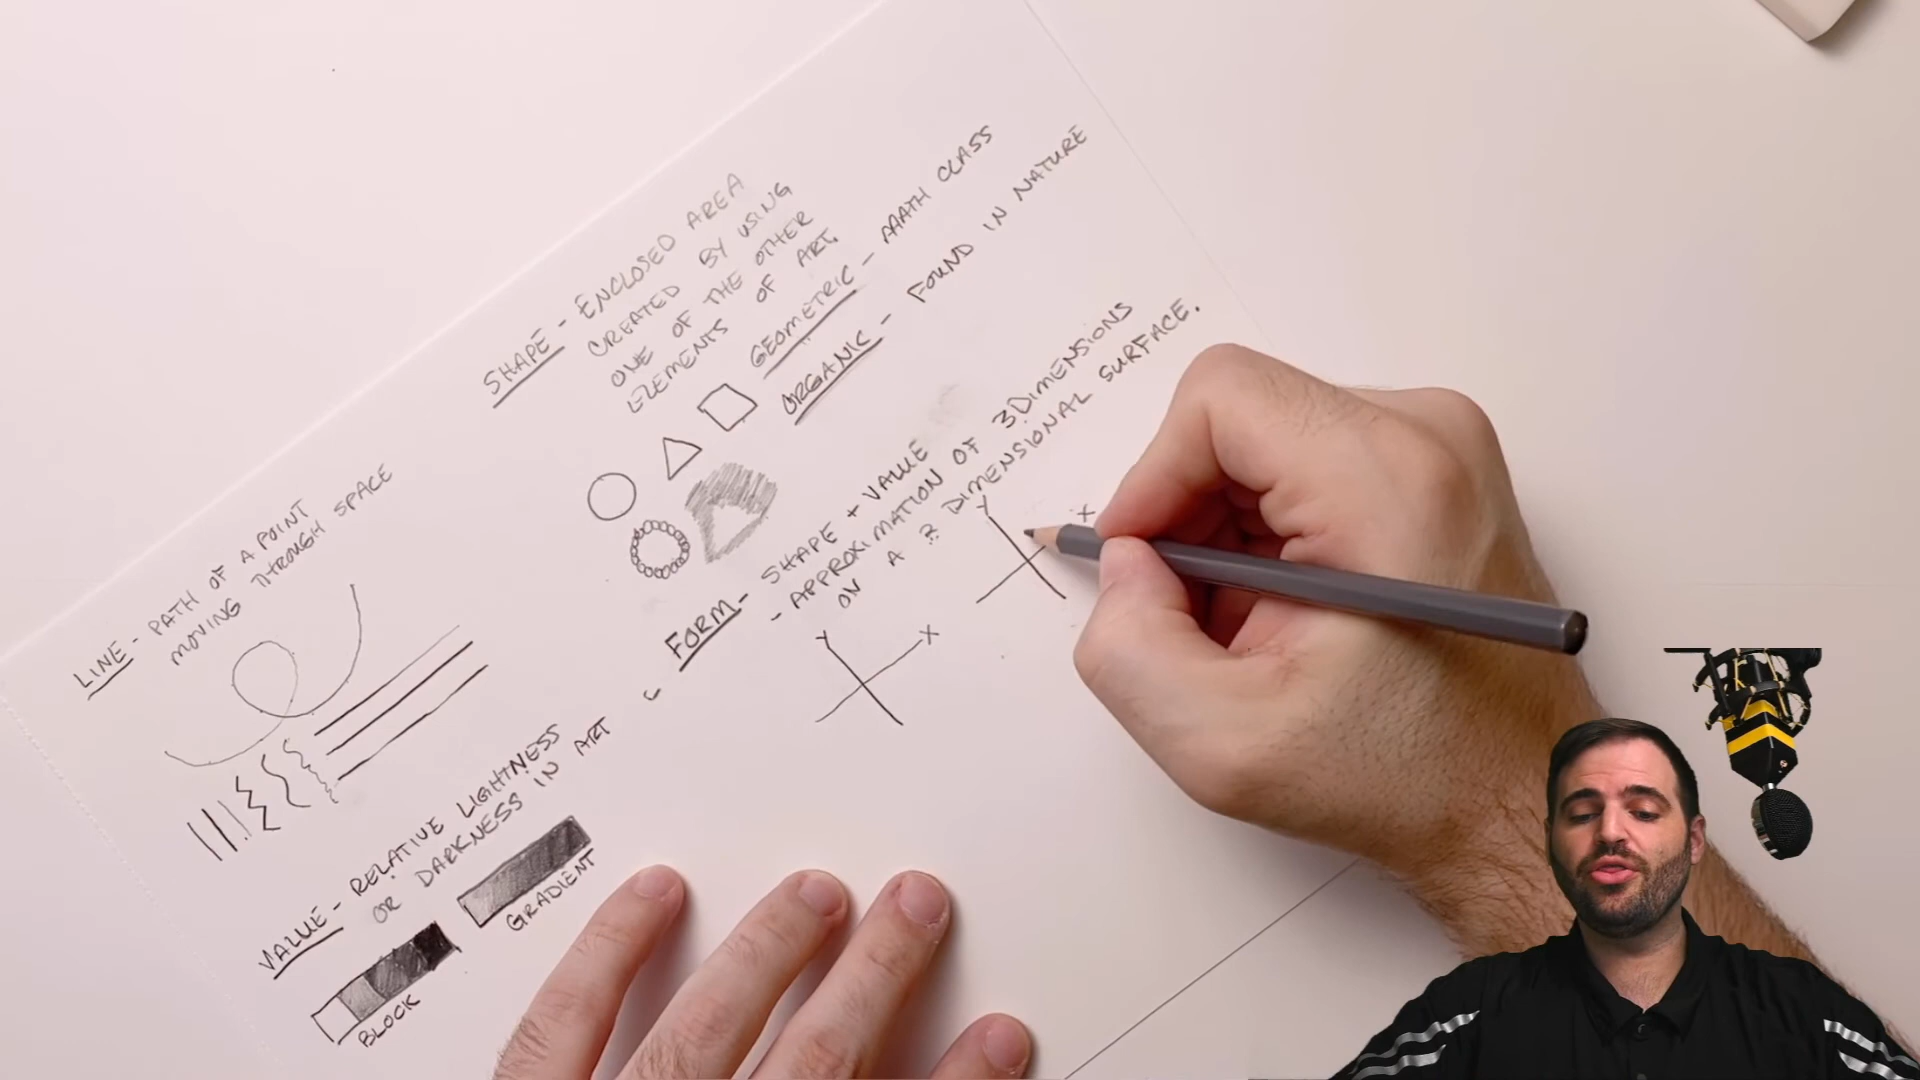 LINE - PATH OF A POINT
MOVING THROUGH SPACE
VALUE - RELATIVE LIGHTNESS
OR DARKNESS IN ART
BLOCK
GRADIENT
SHAPE - ENCLOSED AREA
CREATED BY USING
ONE OF THE OTHER
ELEMENTS OF ART.
GEOMETRIC - MATH CLASS
ORGANIC - FOUND IN NATURE
FORM - SHAPE + VALUE
- APPROXIMATION OF 3DIMENSIONS
ON A 2 DIMENSIONAL SURFACE.
Y X
Y X